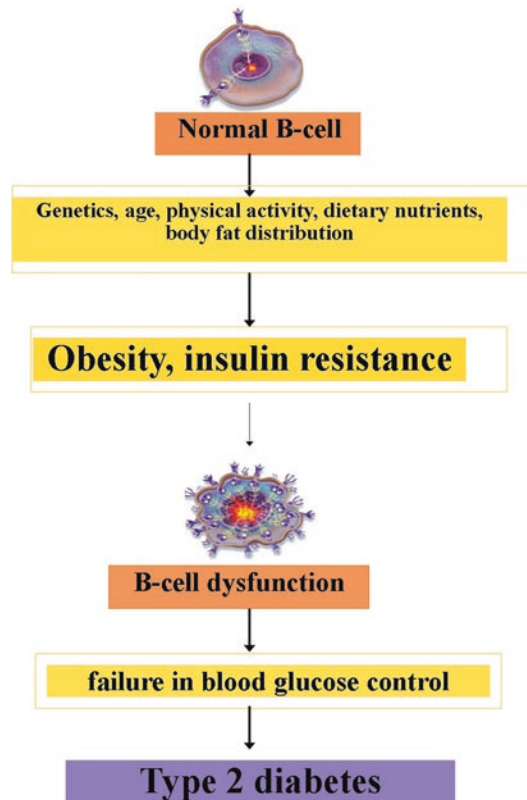 Normal B-cell
Genetics, age, physical activity, dietary nutrients,
body fat distribution
Obesity, insulin resistance
B-cell dysfunction
failure in blood glucose control
Type 2 diabetes